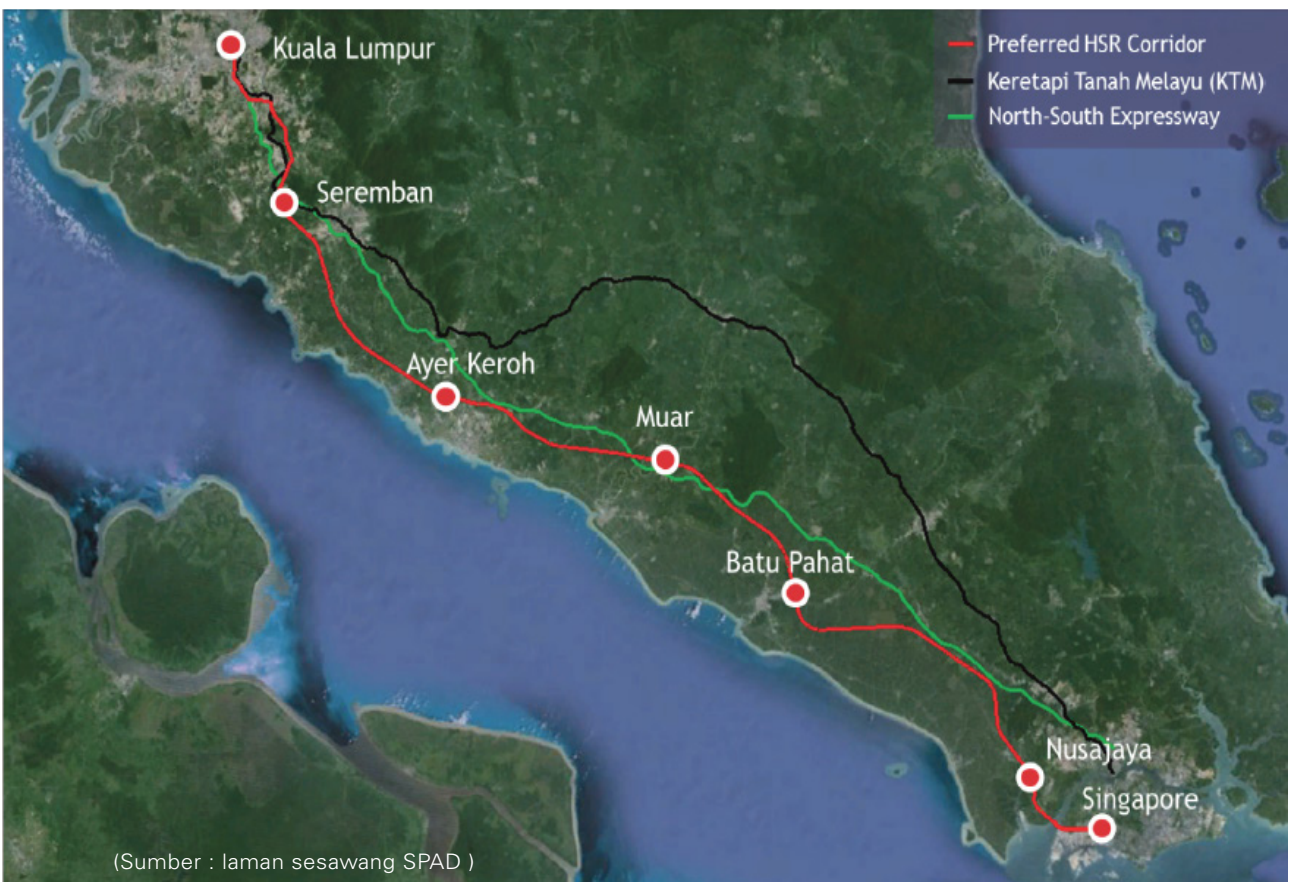 Kuala Lumpur
Preferred HSR Corridor
Keretapi Tanah Melayu (KTM)
North-South Expressway
Seremban
Ayer Keroh
Muar
Batu Pahat
Nusajaya
Singapore
(Sumber : laman sesawang SPAD )